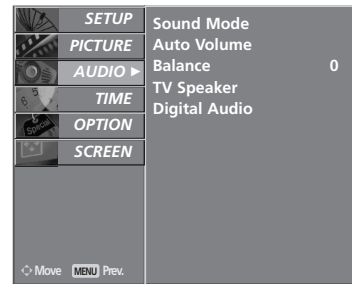 SETUP
PICTURE
AUDIO ►
TIME
OPTION
SCREEN
Move MENU Prev.
Sound Mode
Auto Volume
Balance 0
TV Speaker
Digital Audio
Special